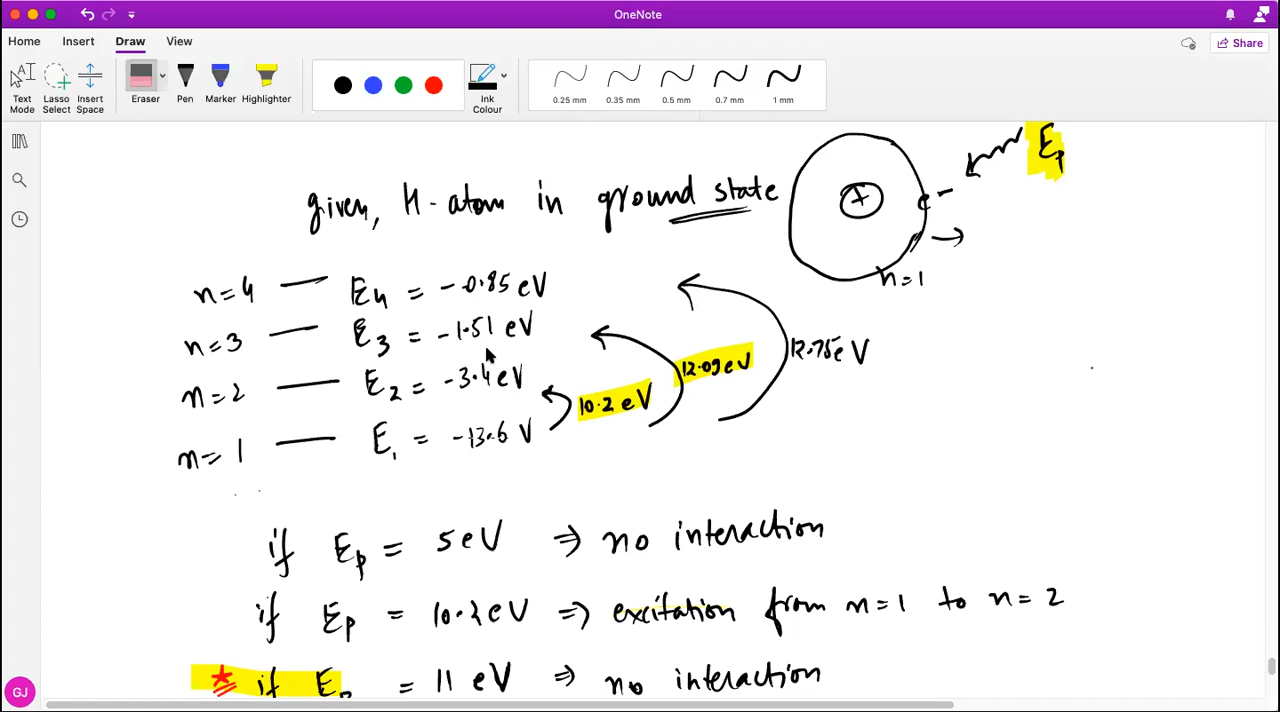 OneNote
Home Insert Draw View
Share
Text Mode
Lasso Select
Insert Space
Eraser
Pen
Marker
Highlighter
Ink Colour
0.25 mm
0.35 mm
0.5 mm
0.7 mm
1 mm
Ep
given, H-atom in ground state
+
e-
n=1
n=4 — E4 = -0.85 eV
n=3 — E3 = -1.51 eV
12.75eV
12.09eV
n=2 — E2 = -3.4eV
10.2 eV
n=1 — E1 = -13.6 V
if Ep = 5eV ⇒ no interaction
if Ep = 10.2eV ⇒ excitation from n=1 to n=2
* if Ep = 11 eV ⇒ no interaction
GJ